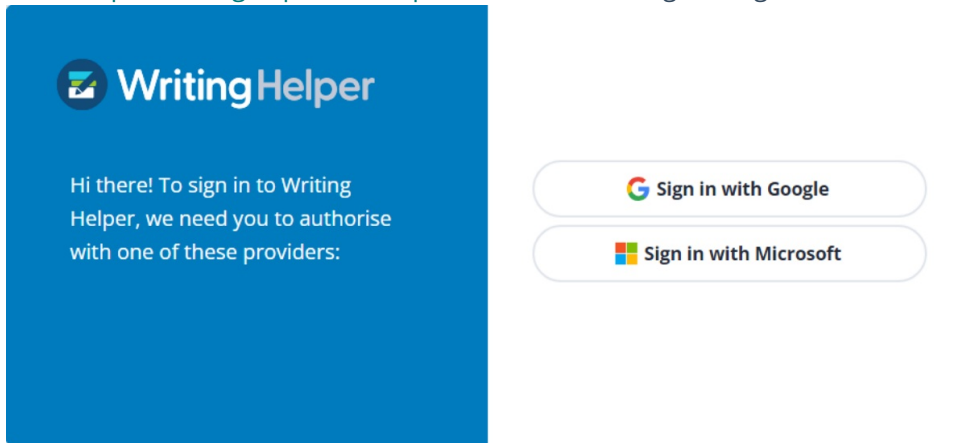 WritingHelper
Hi there! To sign in to Writing
Helper, we need you to authorise
with one of these providers:
Sign in with Google
Sign in with Microsoft